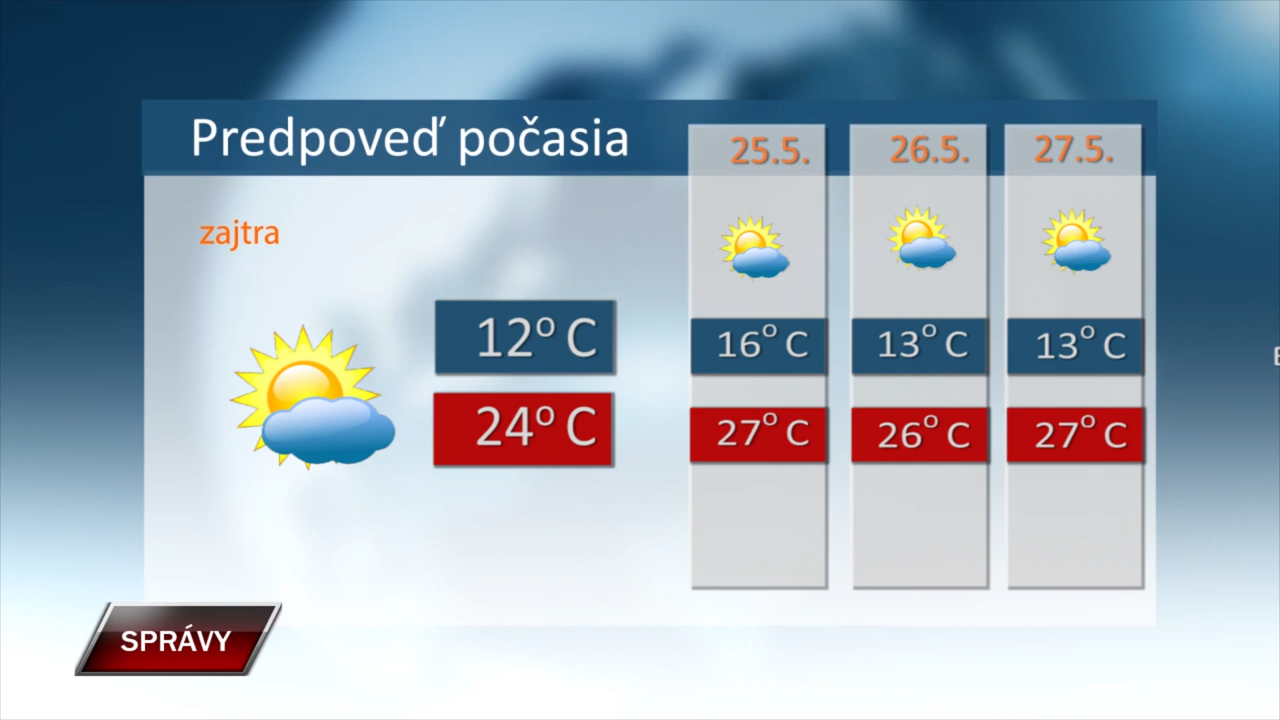 Predpoveď počasia
zajtra
12° C
24° C
25.5.
16° C
27° C
26.5.
13° C
26° C
27.5.
13° C
27° C
SPRÁVY